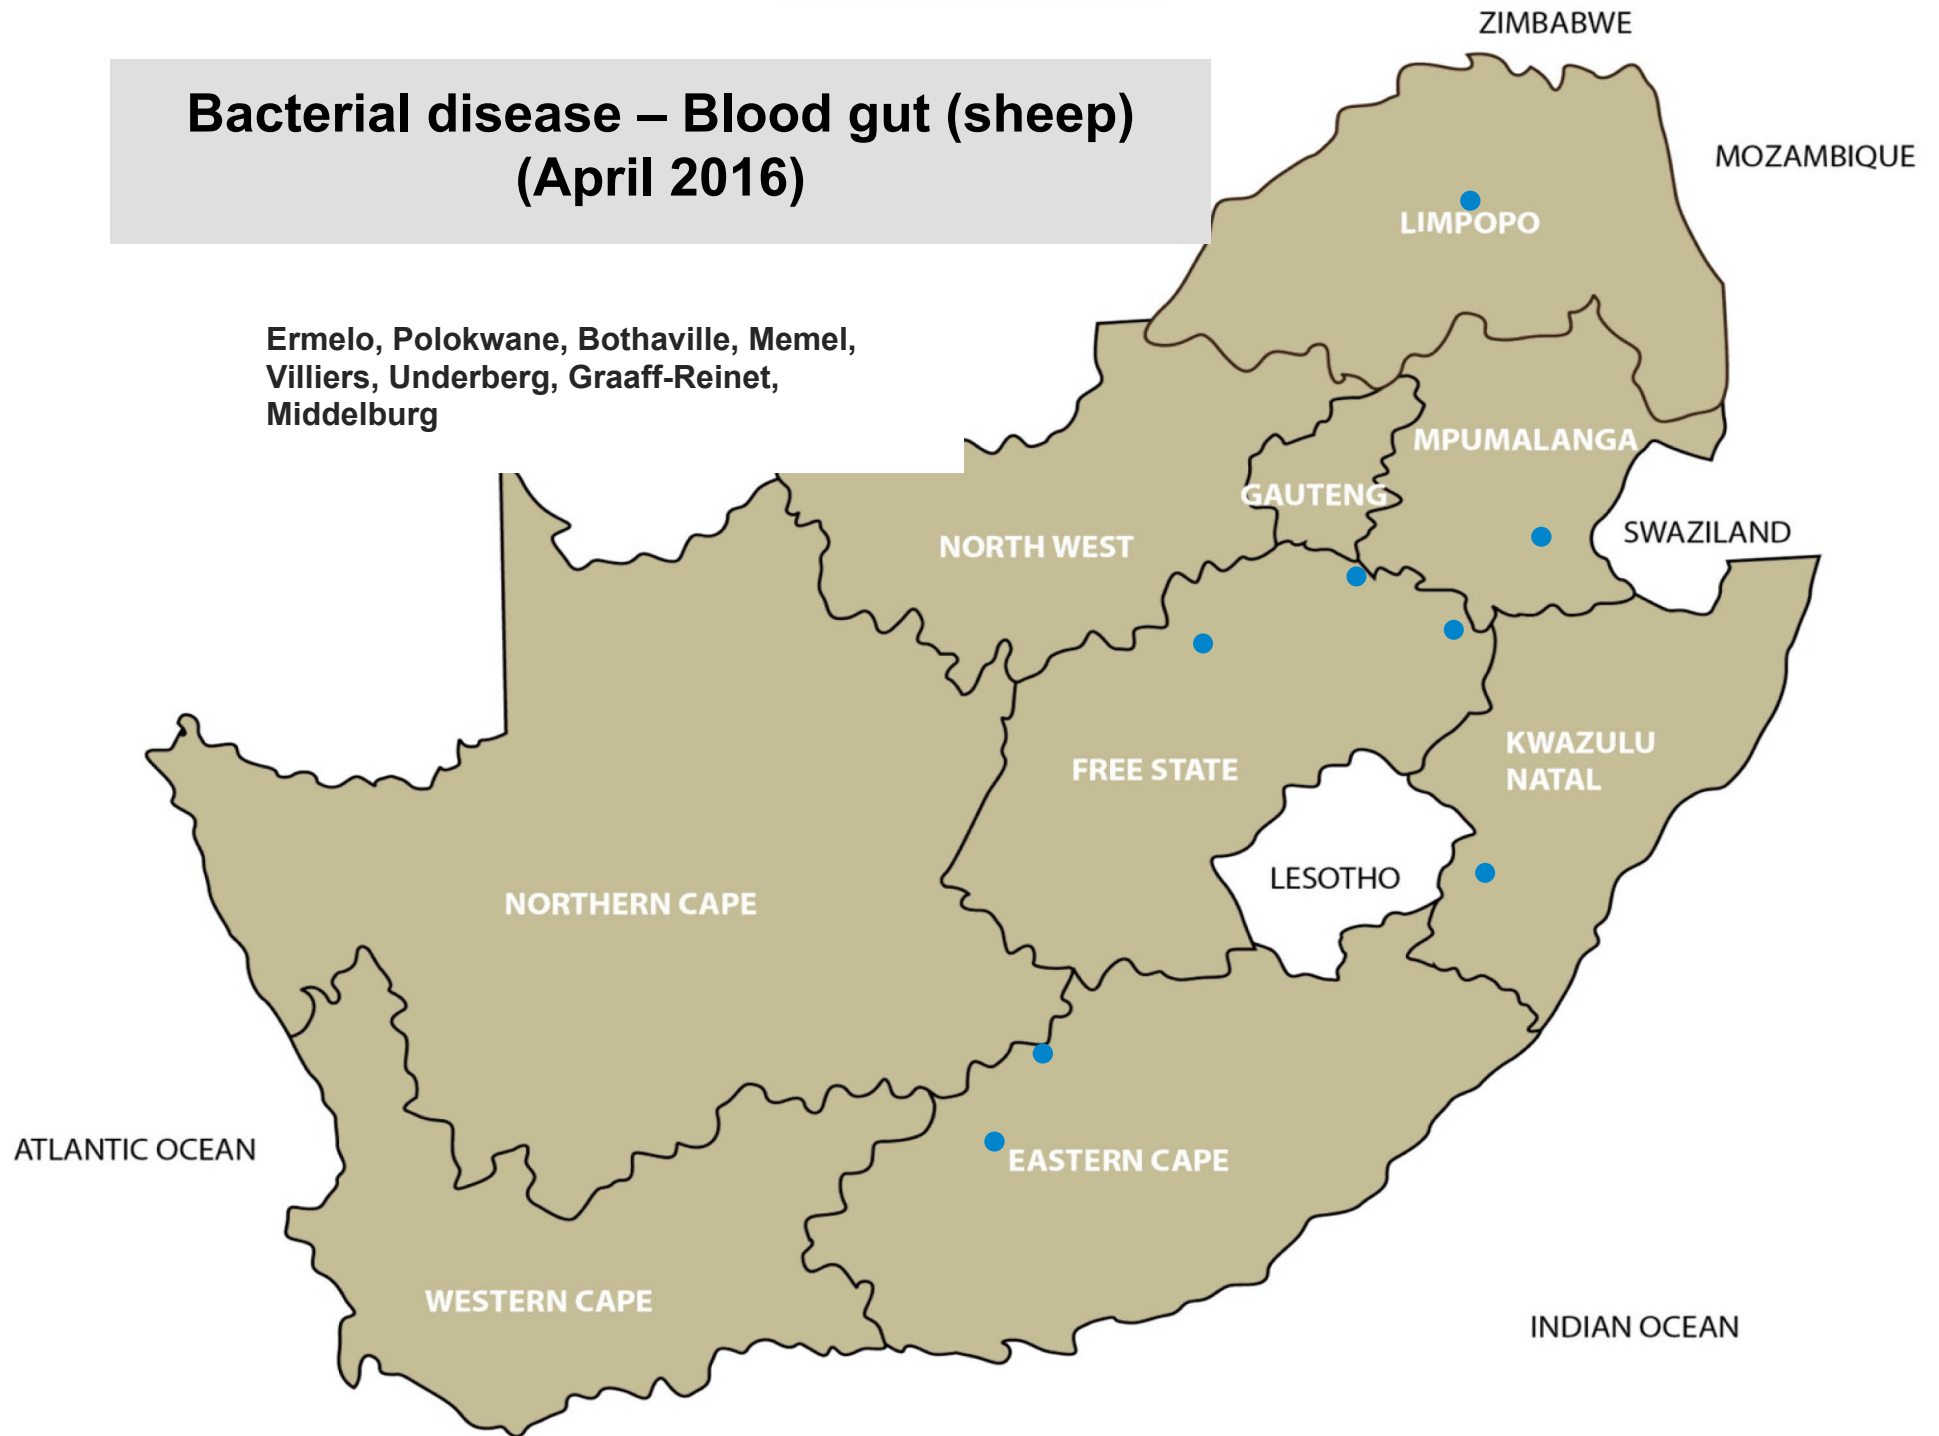 ZIMBABWE
Bacterial disease – Blood gut (sheep)
(April 2016)
MOZAMBIQUE
LIMPOPO
Ermelo, Polokwane, Bothaville, Memel,
Villiers, Underberg, Graaff-Reinet,
Middelburg
MPUMALANGA
GAUTENG
SWAZILAND
NORTH WEST
KWAZULU
NATAL
FREE STATE
LESOTHO
NORTHERN CAPE
ATLANTIC OCEAN
EASTERN CAPE
WESTERN CAPE
INDIAN OCEAN